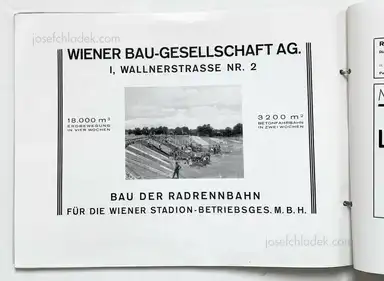 josefchladek.com
WIENER BAU-GESELLSCHAFT AG.
I, WALLNERSTRASSE NR. 2
18.000 m³
ERDBEWEGUNG
IN VIER WOCHEN
3200 m²
BETONFAHRBAHN
IN ZWEI WOCHEN
BAU DER RADRENNBAHN
FÜR DIE WIENER STADION-BETRIEBSGES. M. B. H.
josefchladek.com